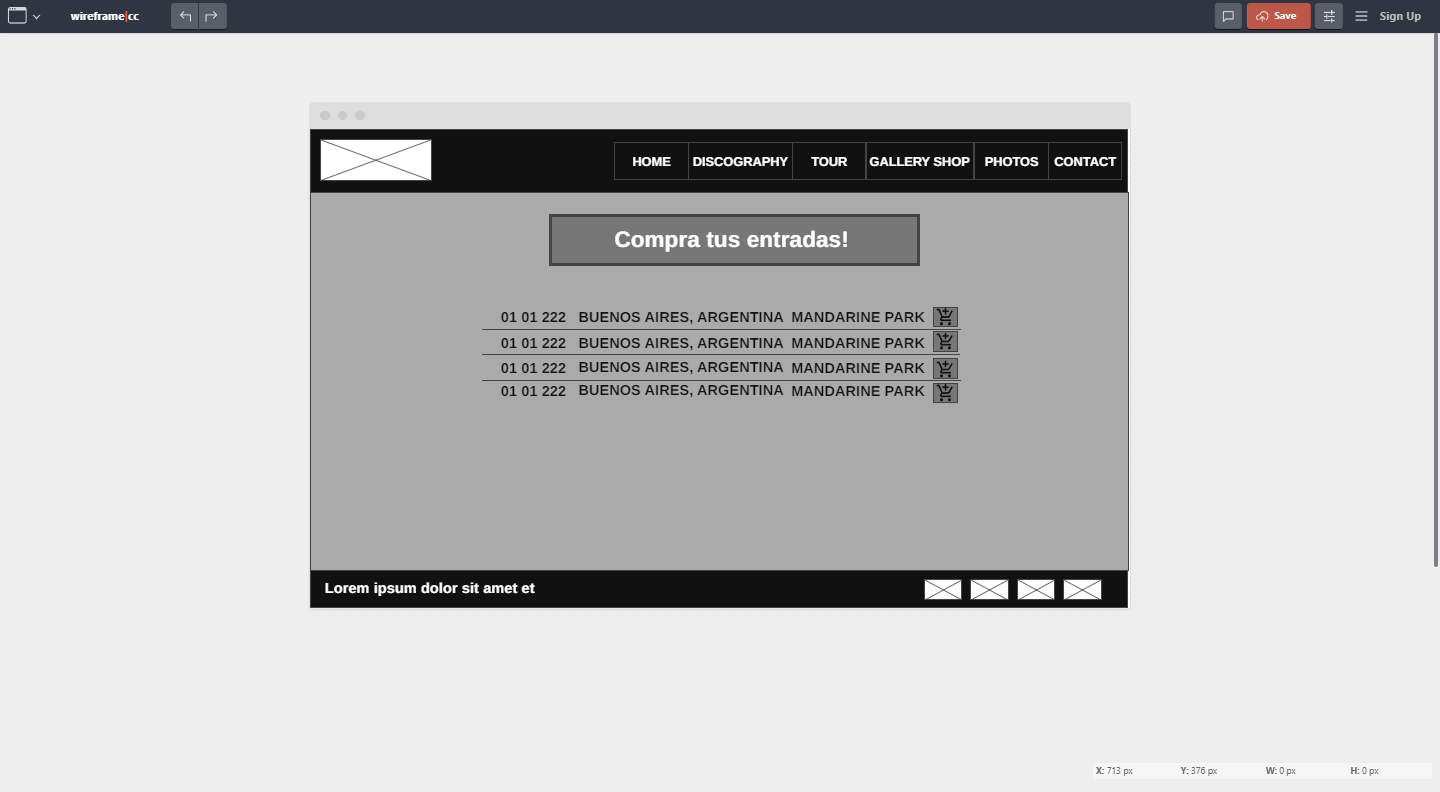 wireframe|cc
Save
Sign Up
HOME DISCOGRAPHY TOUR GALLERY SHOP PHOTOS CONTACT
Compra tus entradas!
01 01 222 BUENOS AIRES, ARGENTINA MANDARINE PARK
01 01 222 BUENOS AIRES, ARGENTINA MANDARINE PARK
01 01 222 BUENOS AIRES, ARGENTINA MANDARINE PARK
01 01 222 BUENOS AIRES, ARGENTINA MANDARINE PARK
Lorem ipsum dolor sit amet et
X: 713 px Y: 376 px W: 0 px H: 0 px